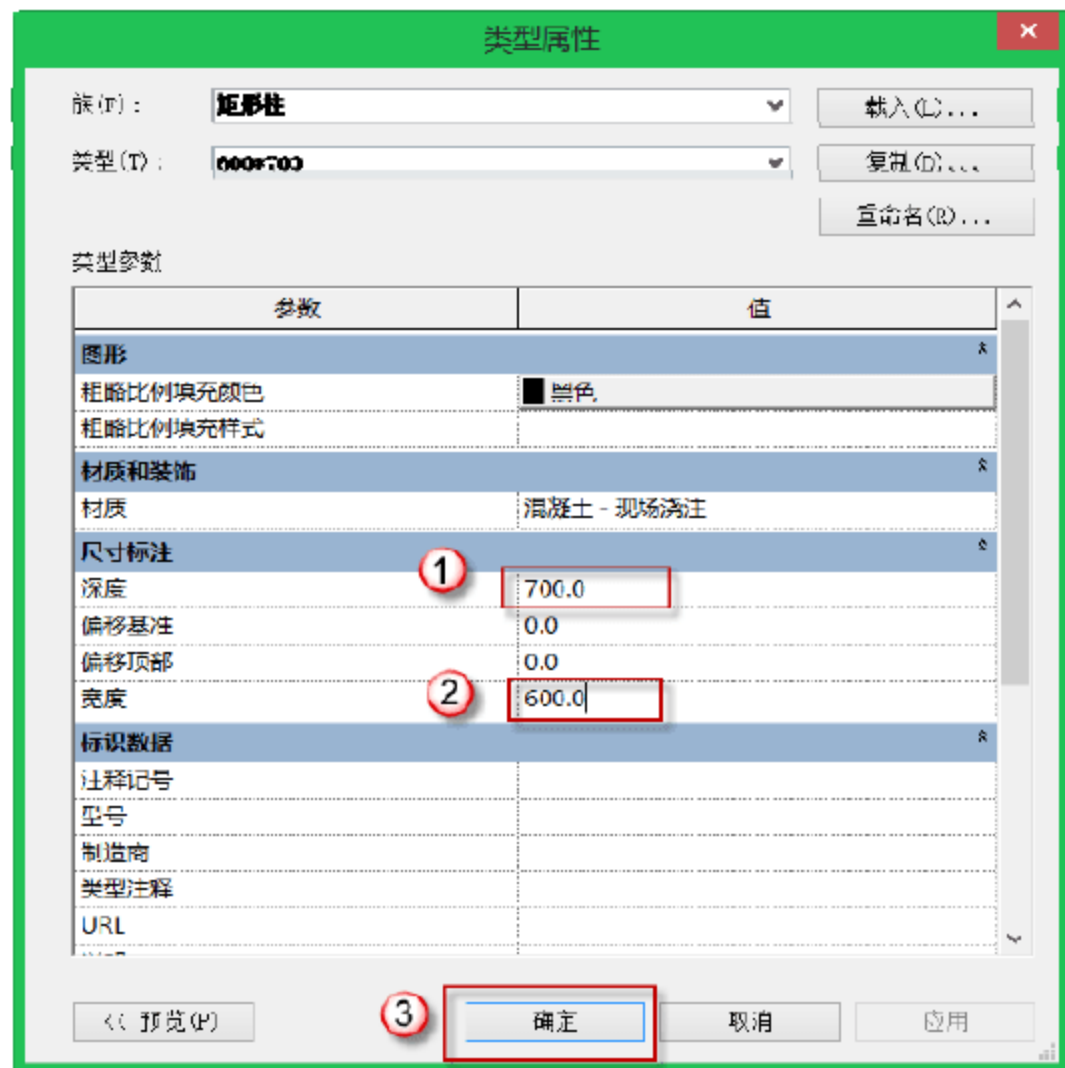 类型属性
族(F)： 矩形柱 载入(L)...
类型(T)： 600*700 复制(D)...
重命名(R)...
类型参数
参数 值
图形
粗略比例填充颜色 黑色
粗略比例填充样式
材质和装饰
材质 混凝土 - 现场浇注
尺寸标注
① 深度 700.0
偏移基准 0.0
偏移顶部 0.0
② 宽度 600.0
标识数据
注释记号
型号
制造商
类型注释
URL
<< 预览(P) ③ 确定 取消 应用